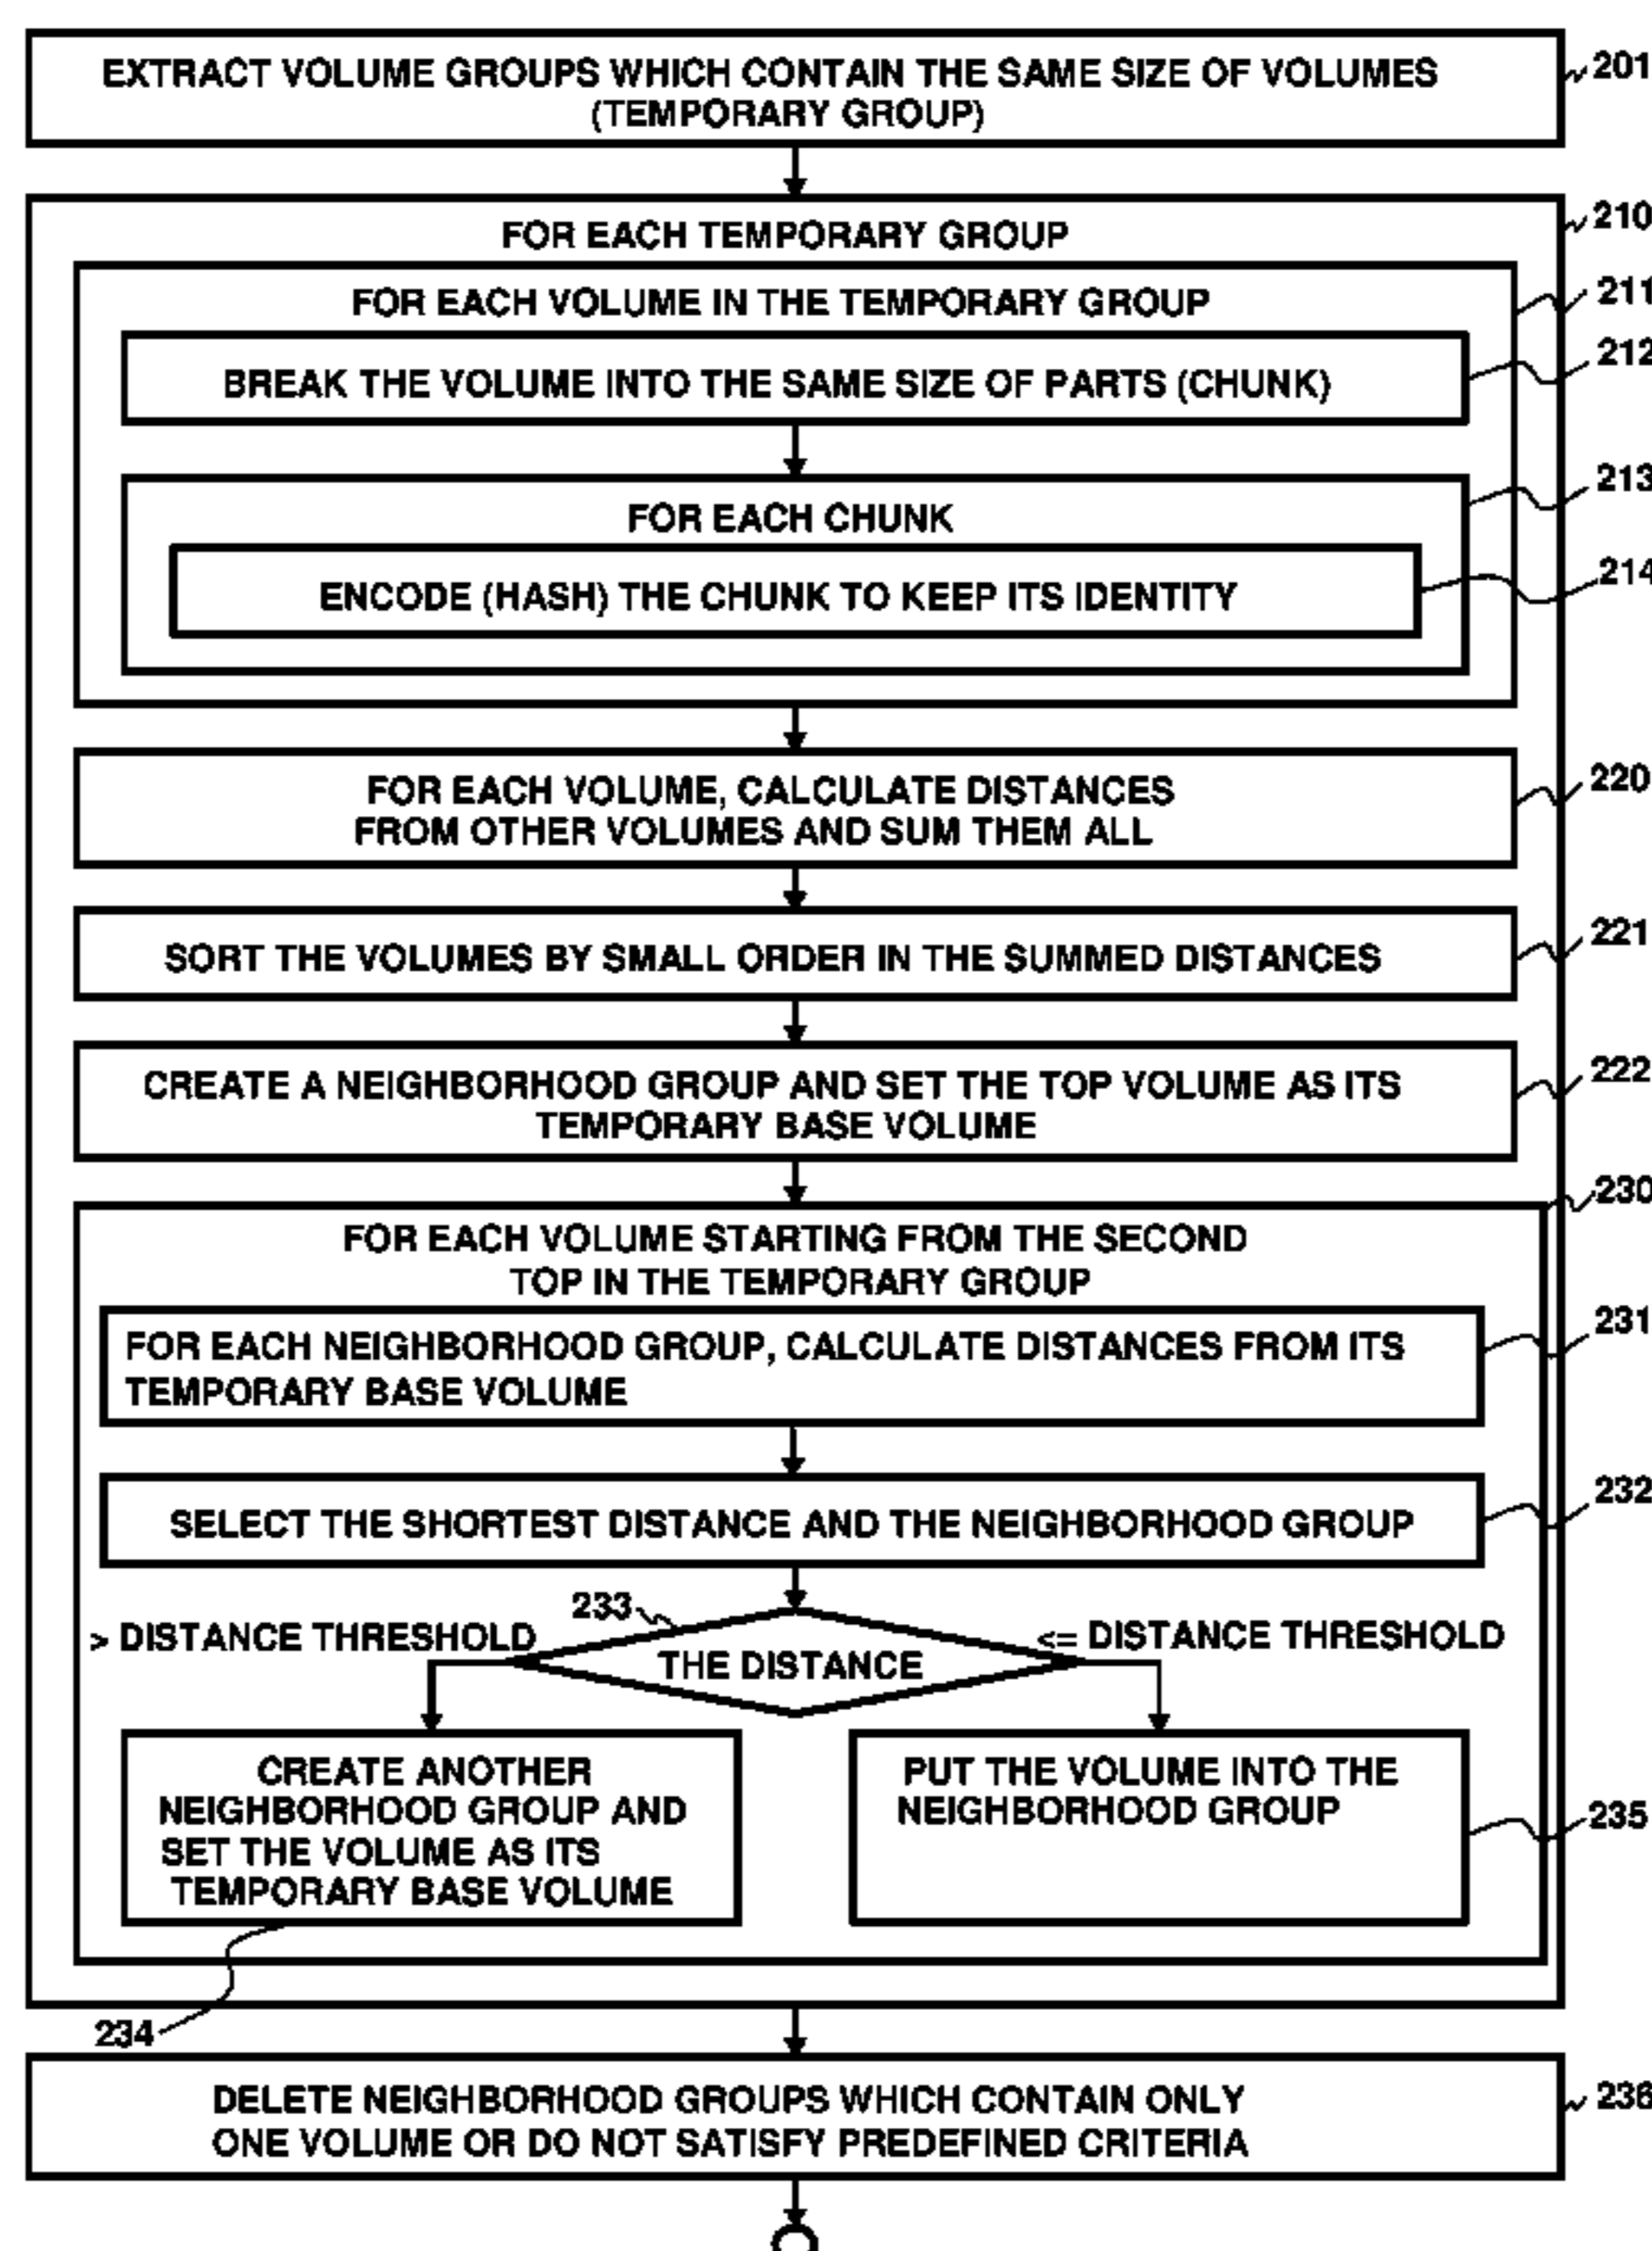 EXTRACT VOLUME GROUPS WHICH CONTAIN THE SAME SIZE OF VOLUMES
(TEMPORARY GROUP)
201
FOR EACH TEMPORARY GROUP
210
FOR EACH VOLUME IN THE TEMPORARY GROUP
211
BREAK THE VOLUME INTO THE SAME SIZE OF PARTS (CHUNK)
212
FOR EACH CHUNK
213
ENCODE (HASH) THE CHUNK TO KEEP ITS IDENTITY
214
FOR EACH VOLUME, CALCULATE DISTANCES
FROM OTHER VOLUMES AND SUM THEM ALL
220
SORT THE VOLUMES BY SMALL ORDER IN THE SUMMED DISTANCES
221
CREATE A NEIGHBORHOOD GROUP AND SET THE TOP VOLUME AS ITS
TEMPORARY BASE VOLUME
222
FOR EACH VOLUME STARTING FROM THE SECOND
TOP IN THE TEMPORARY GROUP
230
FOR EACH NEIGHBORHOOD GROUP, CALCULATE DISTANCES FROM ITS
TEMPORARY BASE VOLUME
231
SELECT THE SHORTEST DISTANCE AND THE NEIGHBORHOOD GROUP
232
233
> DISTANCE THRESHOLD
THE DISTANCE
<= DISTANCE THRESHOLD
CREATE ANOTHER
NEIGHBORHOOD GROUP AND
SET THE VOLUME AS ITS
TEMPORARY BASE VOLUME
234
PUT THE VOLUME INTO THE
NEIGHBORHOOD GROUP
235
DELETE NEIGHBORHOOD GROUPS WHICH CONTAIN ONLY
ONE VOLUME OR DO NOT SATISFY PREDEFINED CRITERIA
236